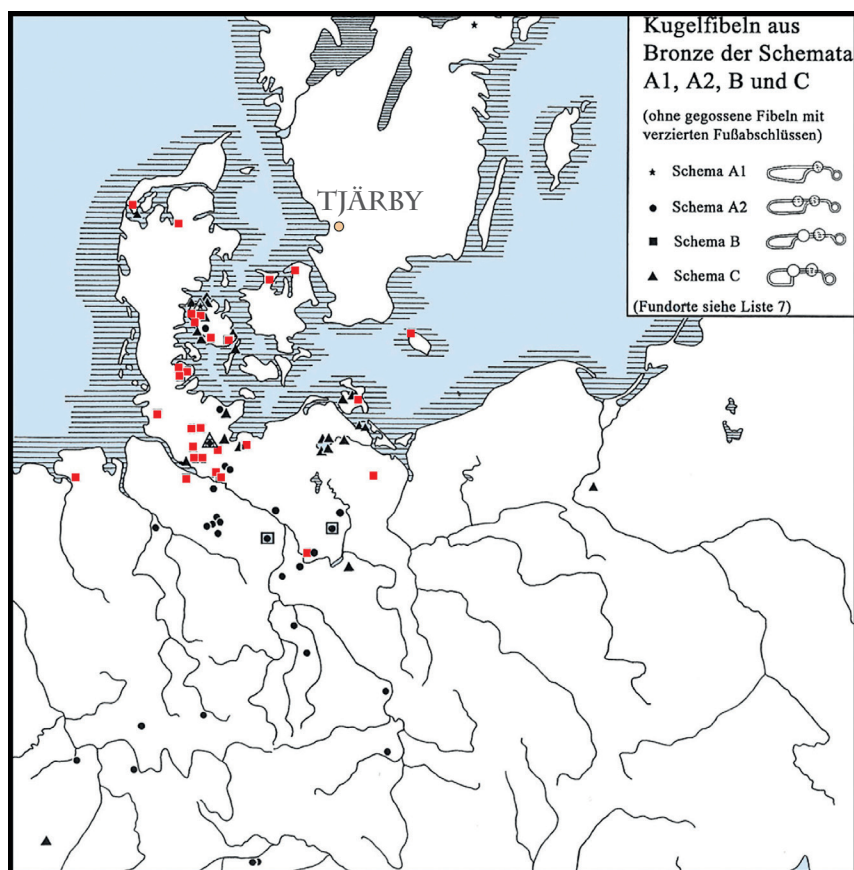 Kugelfibeln aus
Bronze der Schemata
A1, A2, B und C
(ohne gegossene Fibeln mit
verzierten Fußabschlüssen)
Schema A1
Schema A2
Schema B
Schema C
(Fundorte siehe Liste 7)
TJÄRBY